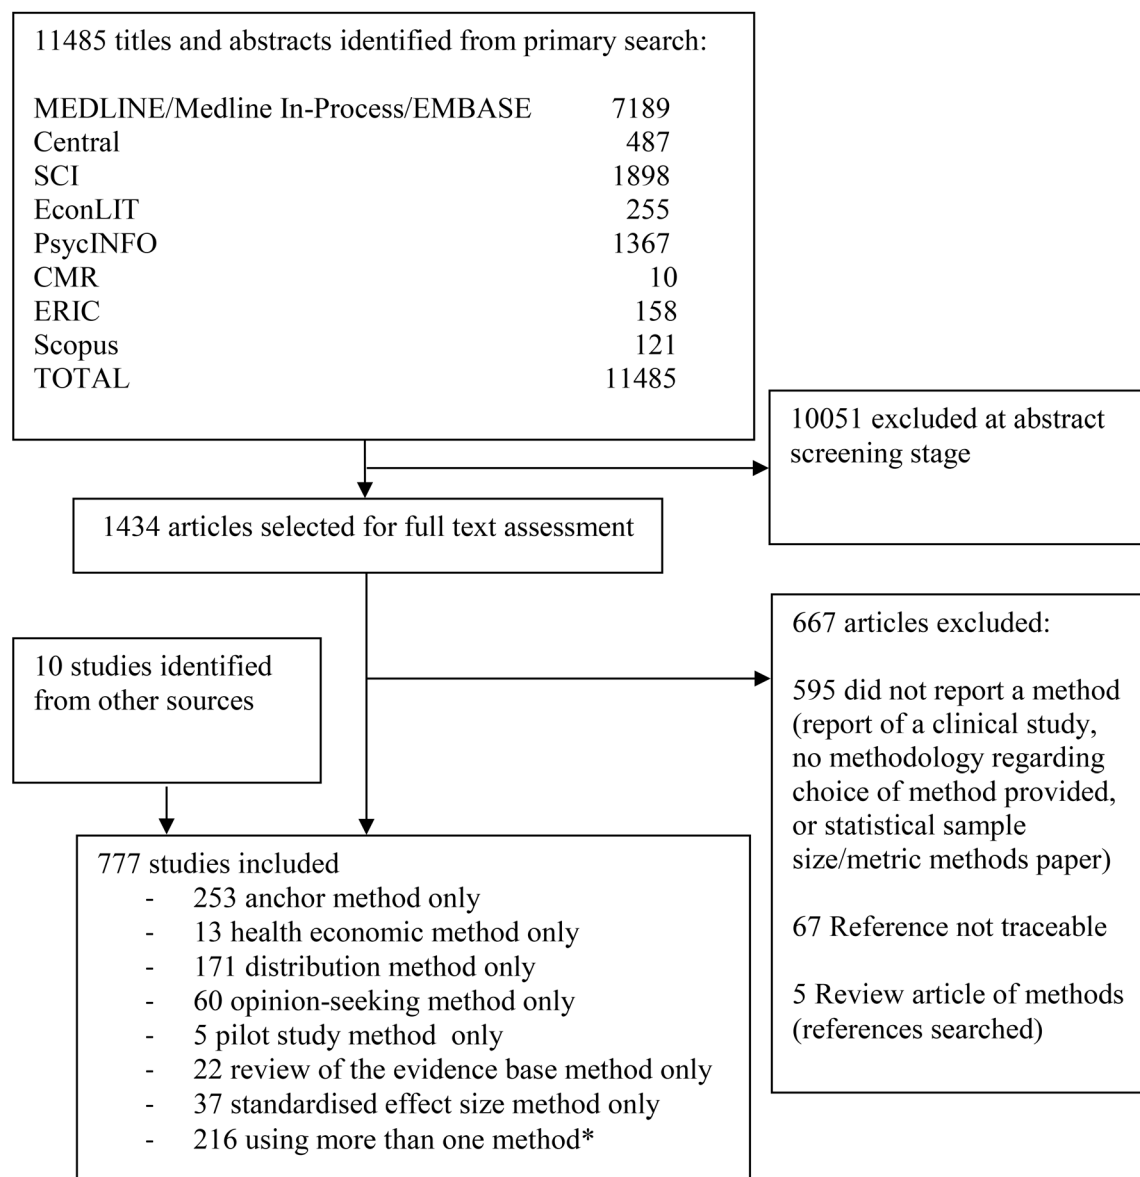 11485 titles and abstracts identified from primary search:
MEDLINE/Medline In-Process/EMBASE 7189
Central 487
SCI 1898
EconLIT 255
PsycINFO 1367
CMR 10
ERIC 158
Scopus 121
TOTAL 11485
10051 excluded at abstract
screening stage
1434 articles selected for full text assessment
667 articles excluded:
595 did not report a method
(report of a clinical study,
no methodology regarding
choice of method provided,
or statistical sample
size/metric methods paper)
67 Reference not traceable
5 Review article of methods
(references searched)
10 studies identified
from other sources
777 studies included
- 253 anchor method only
- 13 health economic method only
- 171 distribution method only
- 60 opinion-seeking method only
- 5 pilot study method only
- 22 review of the evidence base method only
- 37 standardised effect size method only
- 216 using more than one method*